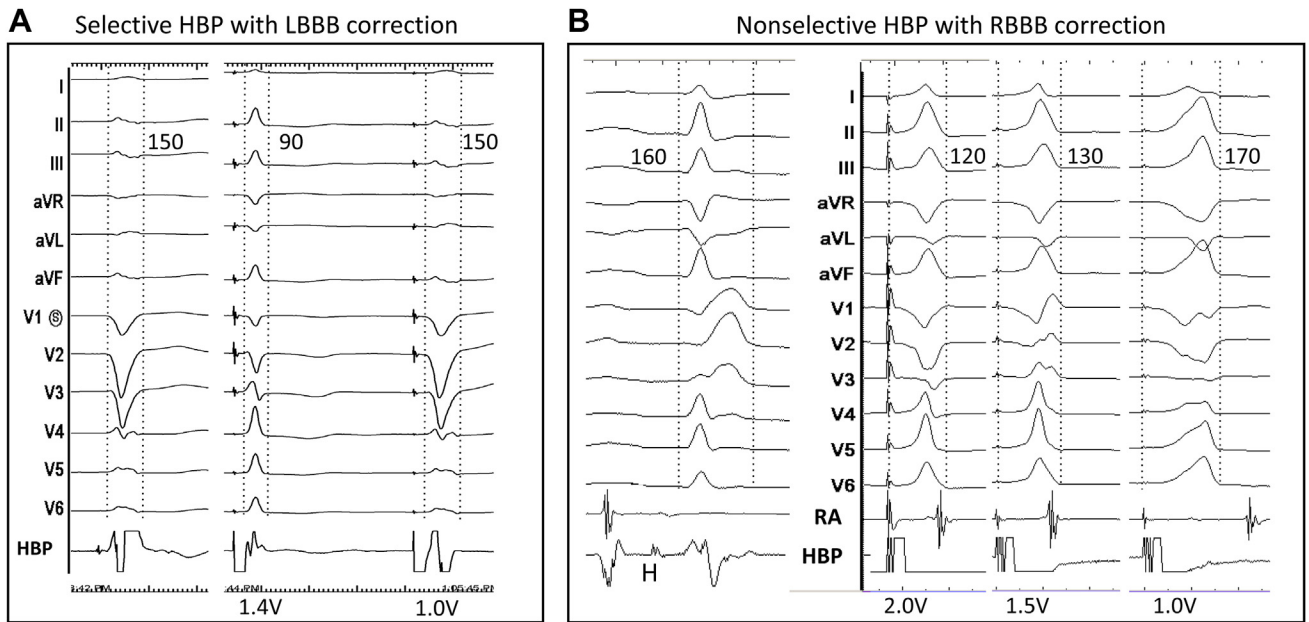 A Selective HBP with LBBB correction
I
II
150 90 150
III
aVR
aVL
aVF
V1 Ⓢ
V2
V3
V4
V5
V6
HBP
1.4V 1.0V
B Nonselective HBP with RBBB correction
I
II
160 III 120 130 170
aVR
aVL
aVF
V1
V2
V3
V4
V5
V6
RA
H HBP
2.0V 1.5V 1.0V